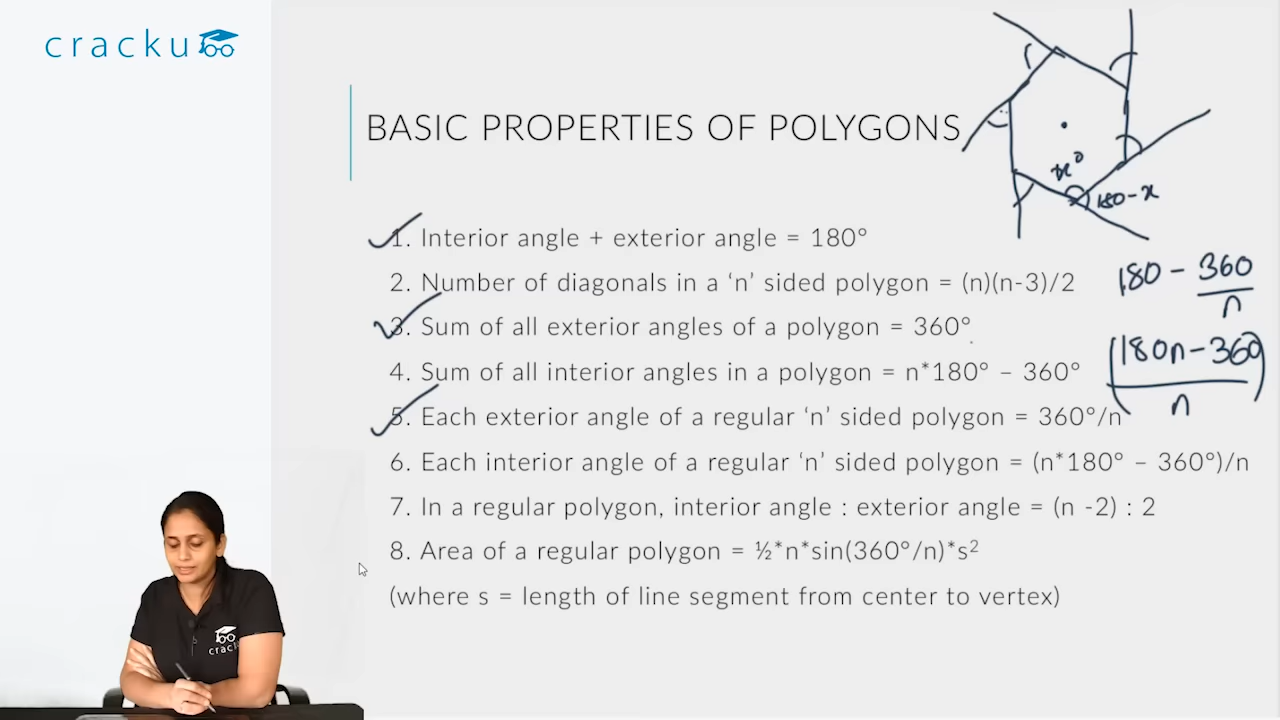 cracku
BASIC PROPERTIES OF POLYGONS
x°
180-x
1. Interior angle + exterior angle = 180°
2. Number of diagonals in a ‘n’ sided polygon = (n)(n-3)/2
3. Sum of all exterior angles of a polygon = 360°
4. Sum of all interior angles in a polygon = n*180° – 360°
5. Each exterior angle of a regular ‘n’ sided polygon = 360°/n
6. Each interior angle of a regular ‘n’ sided polygon = (n*180° – 360°)/n
7. In a regular polygon, interior angle : exterior angle = (n -2) : 2
8. Area of a regular polygon = ½*n*sin(360°/n)*s²
(where s = length of line segment from center to vertex)
180 - 360
n
(180n-360)
n
cracku